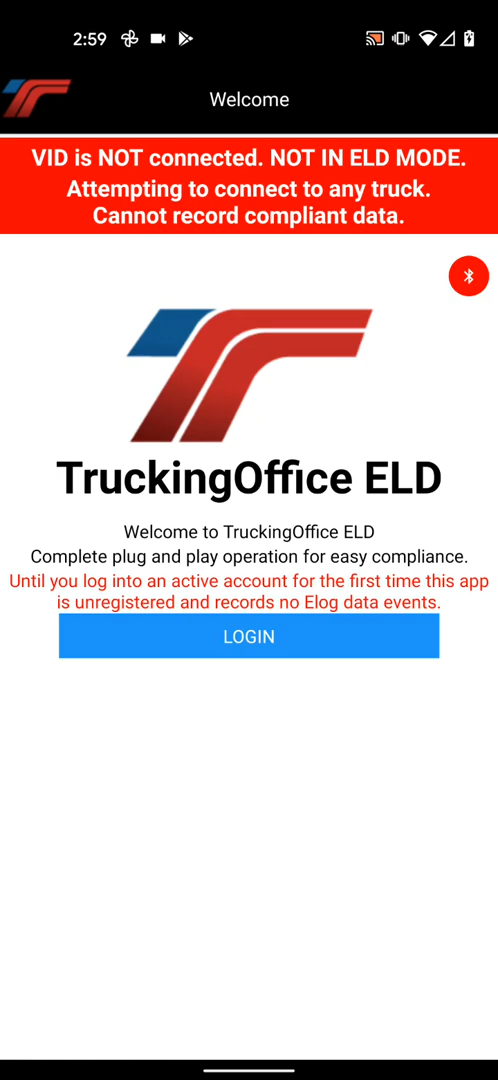 2:59
Welcome
VID is NOT connected. NOT IN ELD MODE.
Attempting to connect to any truck.
Cannot record compliant data.
TruckingOffice ELD
Welcome to TruckingOffice ELD
Complete plug and play operation for easy compliance.
Until you log into an active account for the first time this app
is unregistered and records no Elog data events.
LOGIN